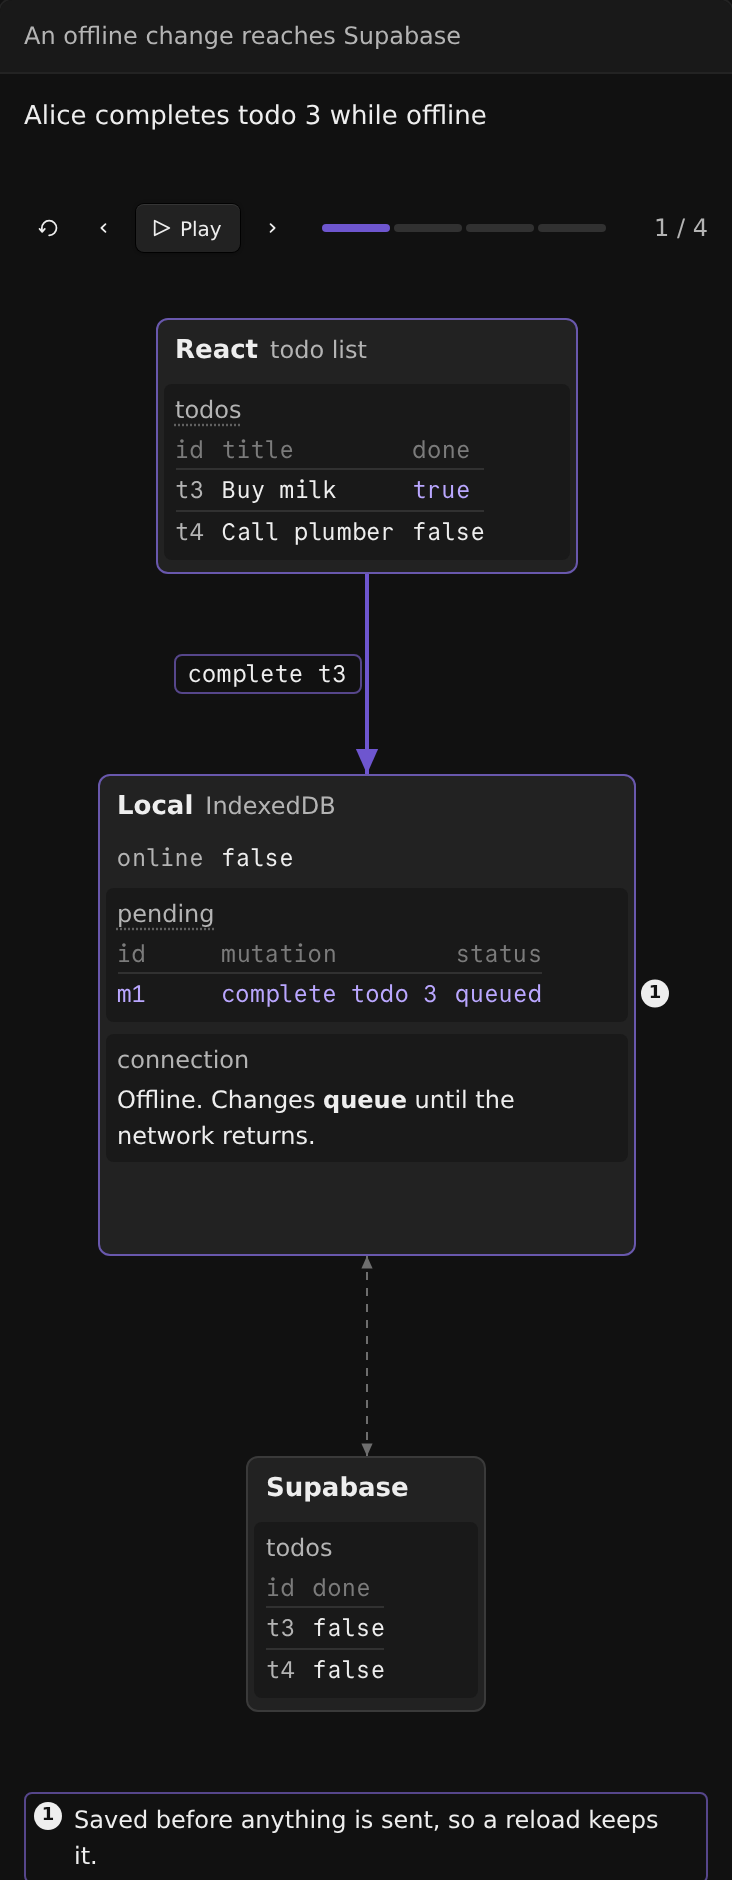 An offline change reaches Supabase
Alice completes todo 3 while offline
Play
1 / 4
React todo list
todos
id title done
t3 Buy milk true
t4 Call plumber false
complete t3
Local IndexedDB
online false
pending
id mutation status
m1 complete todo 3 queued
1
connection
Offline. Changes queue until the
network returns.
Supabase
todos
id done
t3 false
t4 false
1 Saved before anything is sent, so a reload keeps
it.